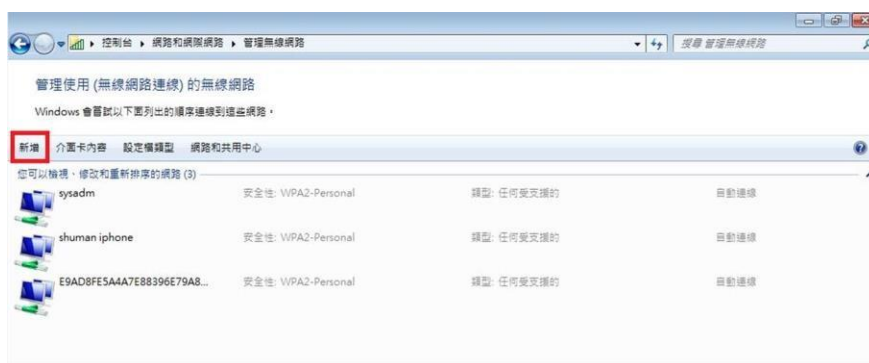 控制台 ▸ 網路和網際網路 ▸ 管理無線網路
搜尋 管理無線網路
管理使用 (無線網路連線) 的無線網路
Windows 會嘗試以下面列出的順序連線到這些網路。
新增 介面卡內容 設定檔類型 網路和共用中心
您可以檢視、修改和重新排序的網路 (3)
sysadm 安全性: WPA2-Personal 類型: 任何受支援的 自動連線
shuman iphone 安全性: WPA2-Personal 類型: 任何受支援的 自動連線
E9AD8FE5A4A7E88396E79A8... 安全性: WPA2-Personal 類型: 任何受支援的 自動連線